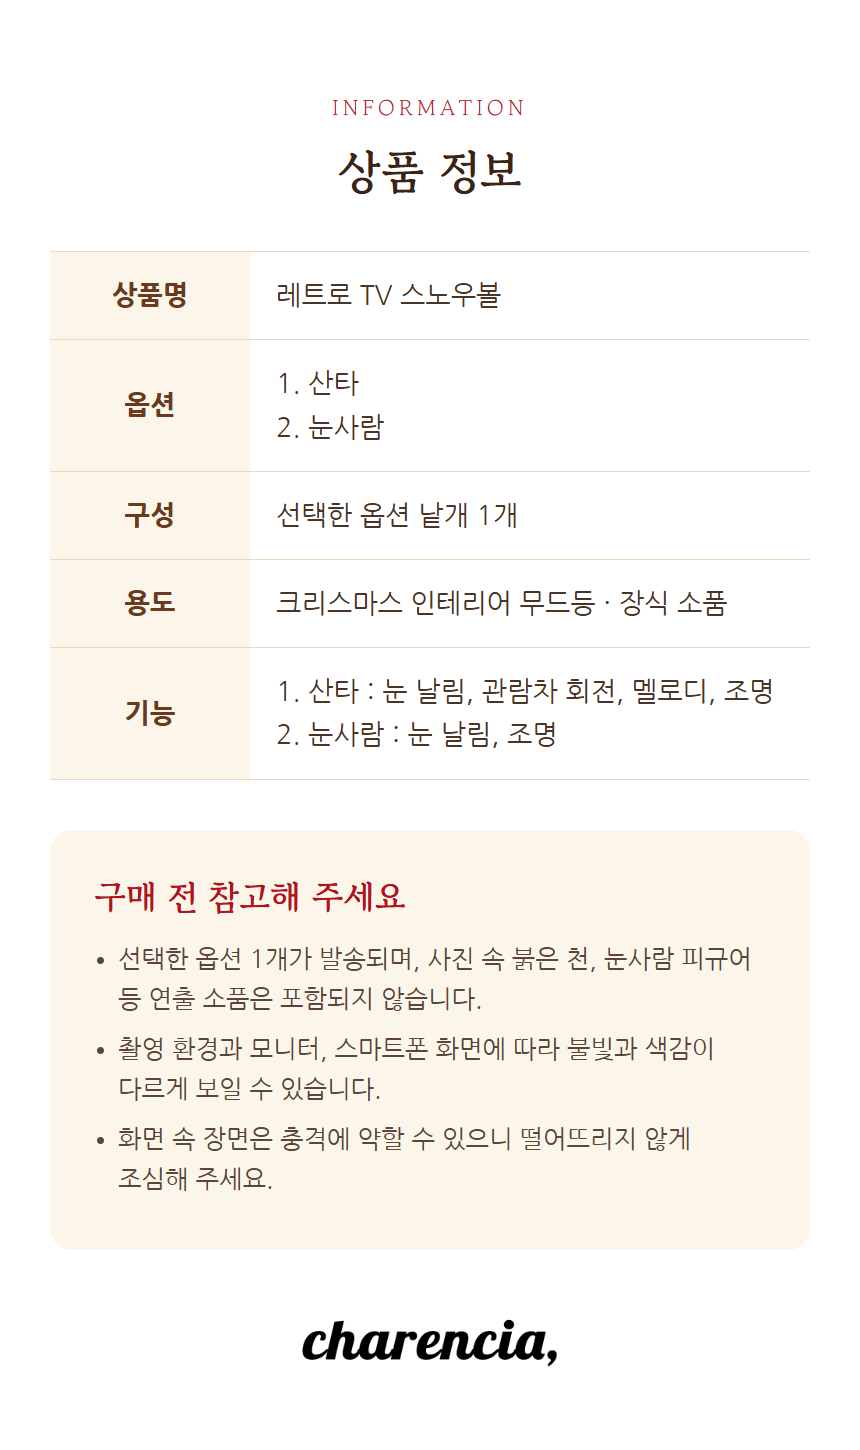 INFORMATION
상품 정보
상품명
레트로 TV 스노우볼
옵션
1. 산타
2. 눈사람
구성
선택한 옵션 낱개 1개
용도
크리스마스 인테리어 무드등 · 장식 소품
기능
1. 산타 : 눈 날림, 관람차 회전, 멜로디, 조명
2. 눈사람 : 눈 날림, 조명
구매 전 참고해 주세요
• 선택한 옵션 1개가 발송되며, 사진 속 붉은 천, 눈사람 피규어
등 연출 소품은 포함되지 않습니다.
• 촬영 환경과 모니터, 스마트폰 화면에 따라 불빛과 색감이
다르게 보일 수 있습니다.
• 화면 속 장면은 충격에 약할 수 있으니 떨어뜨리지 않게
조심해 주세요.
charencia,